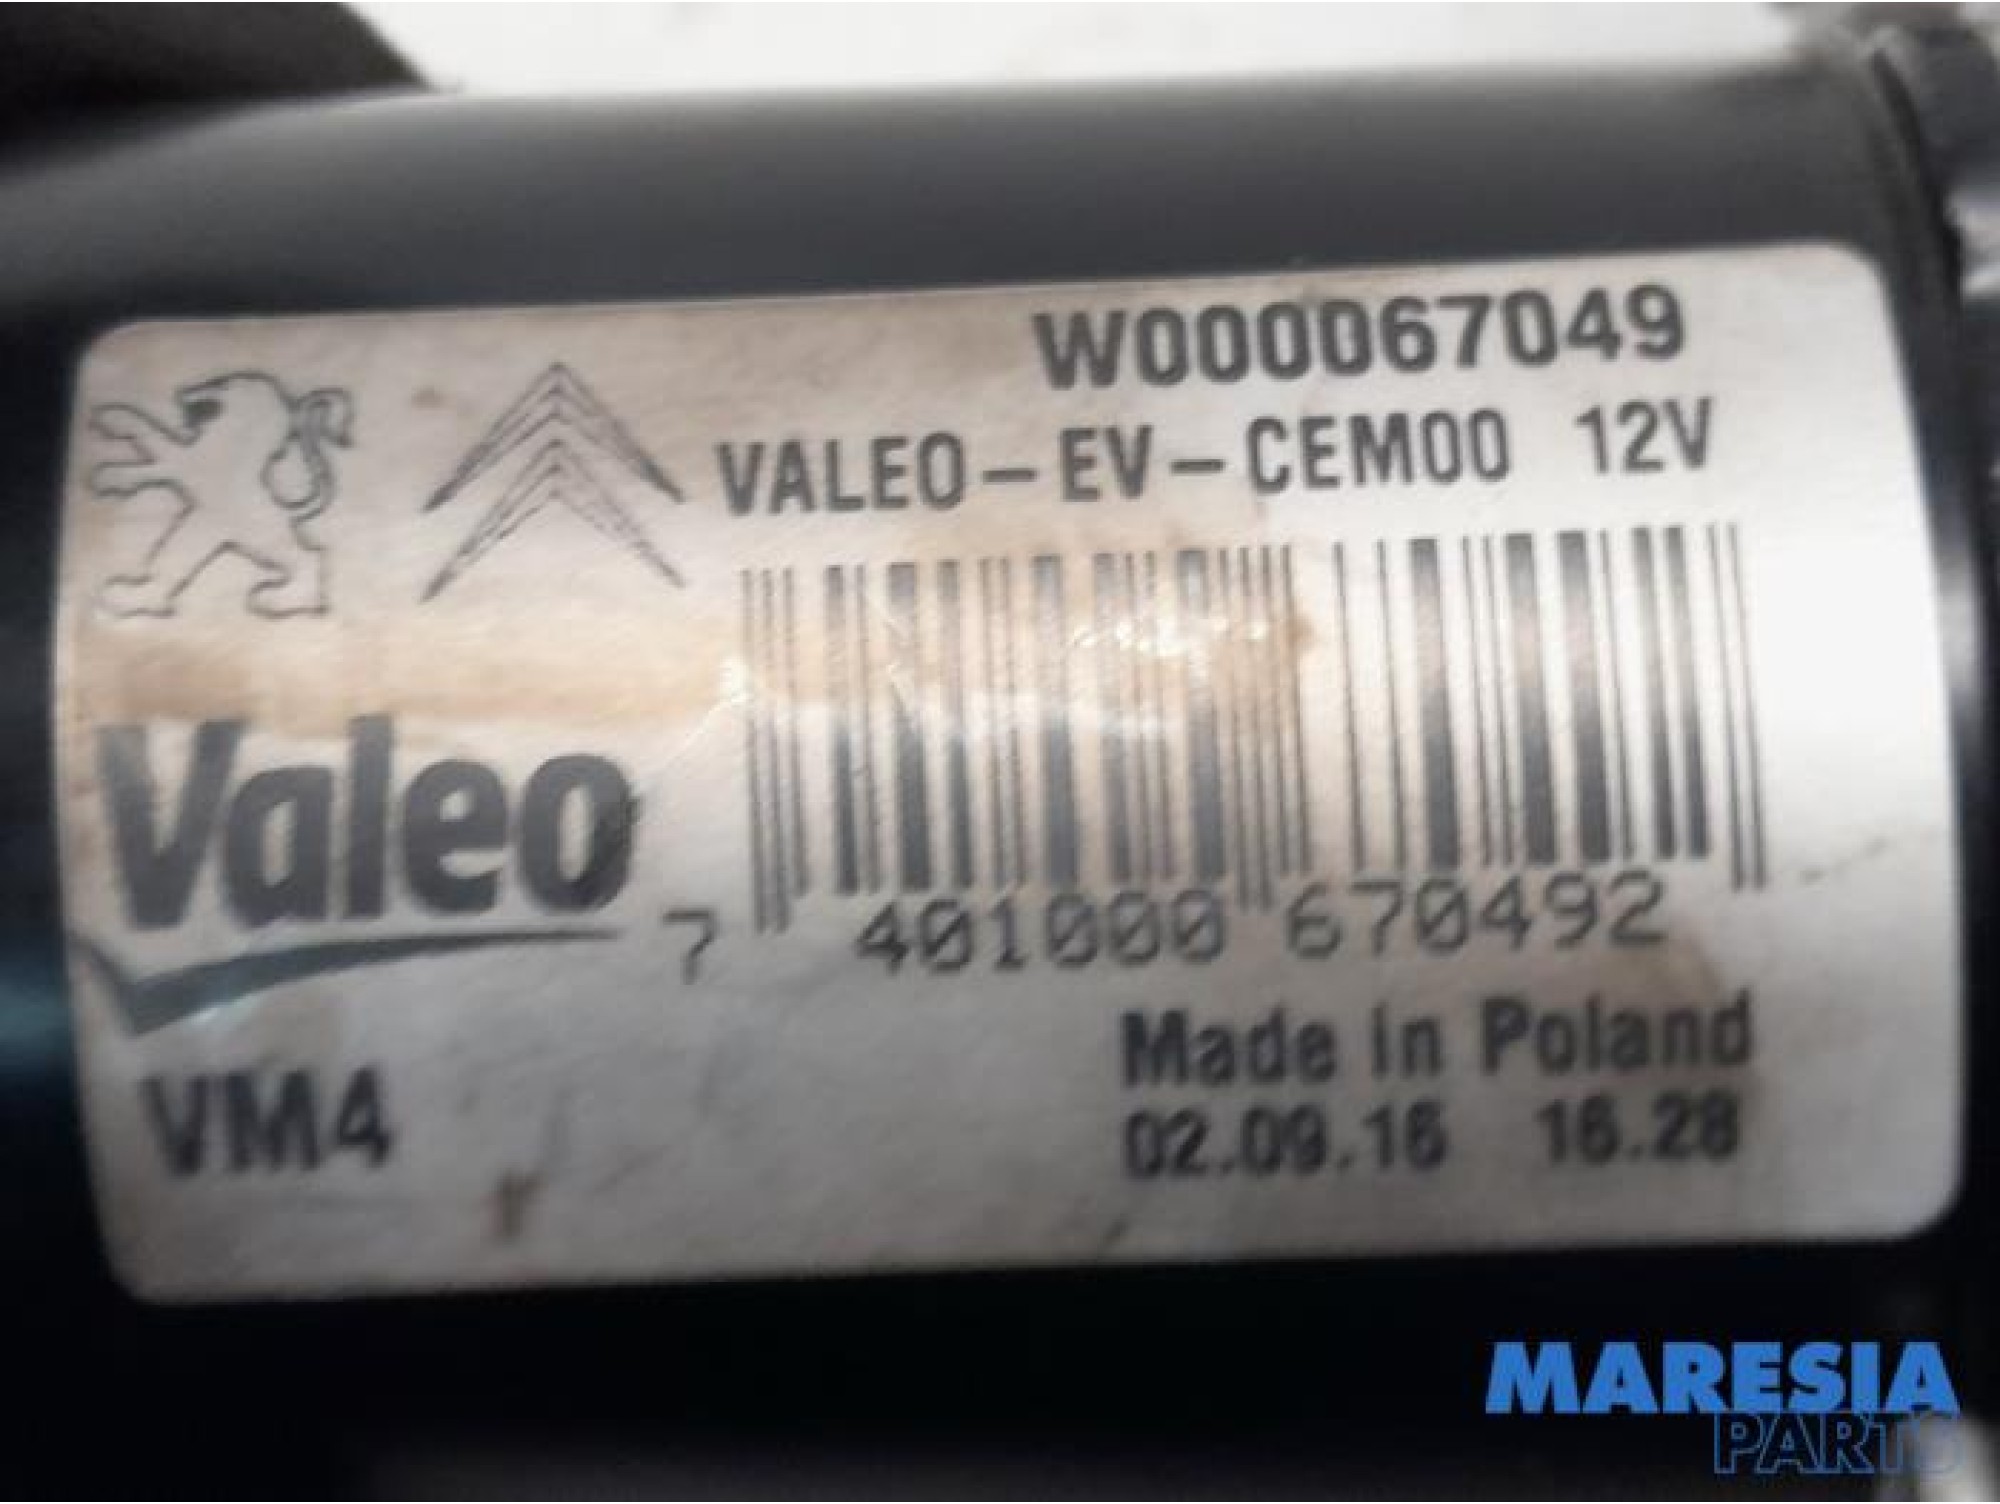 W000067049
VALEO-EV-CEM00 12V
7 401000 670492
Valeo
VM4
Made in Poland
02.09.16 16.28
MARESIA
PARTS